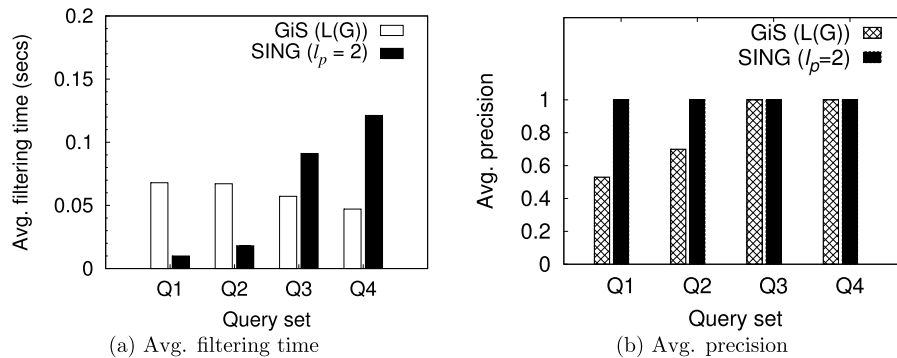 0.2
0.15
0.1
0.05
0
Avg. filtering time (secs)
GiS (L(G))
SING (lp = 2)
Q1 Q2 Q3 Q4
Query set
(a) Avg. filtering time
1
0.8
0.6
0.4
0.2
0
Avg. precision
GiS (L(G))
SING (lp=2)
Q1 Q2 Q3 Q4
Query set
(b) Avg. precision